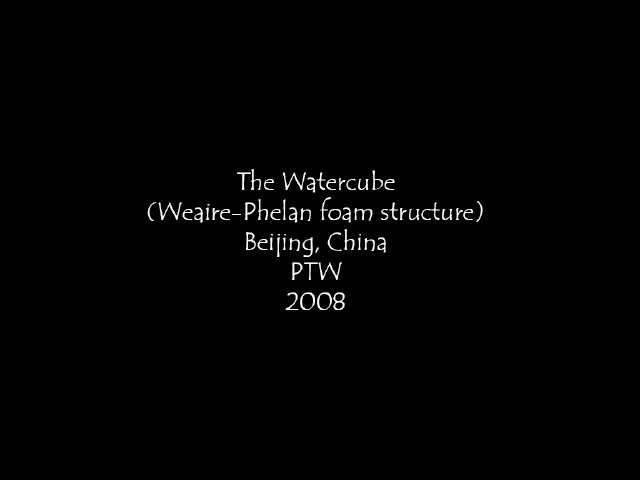 The Watercube
(Weaire-Phelan foam structure)
Beijing, China
PTW
2008